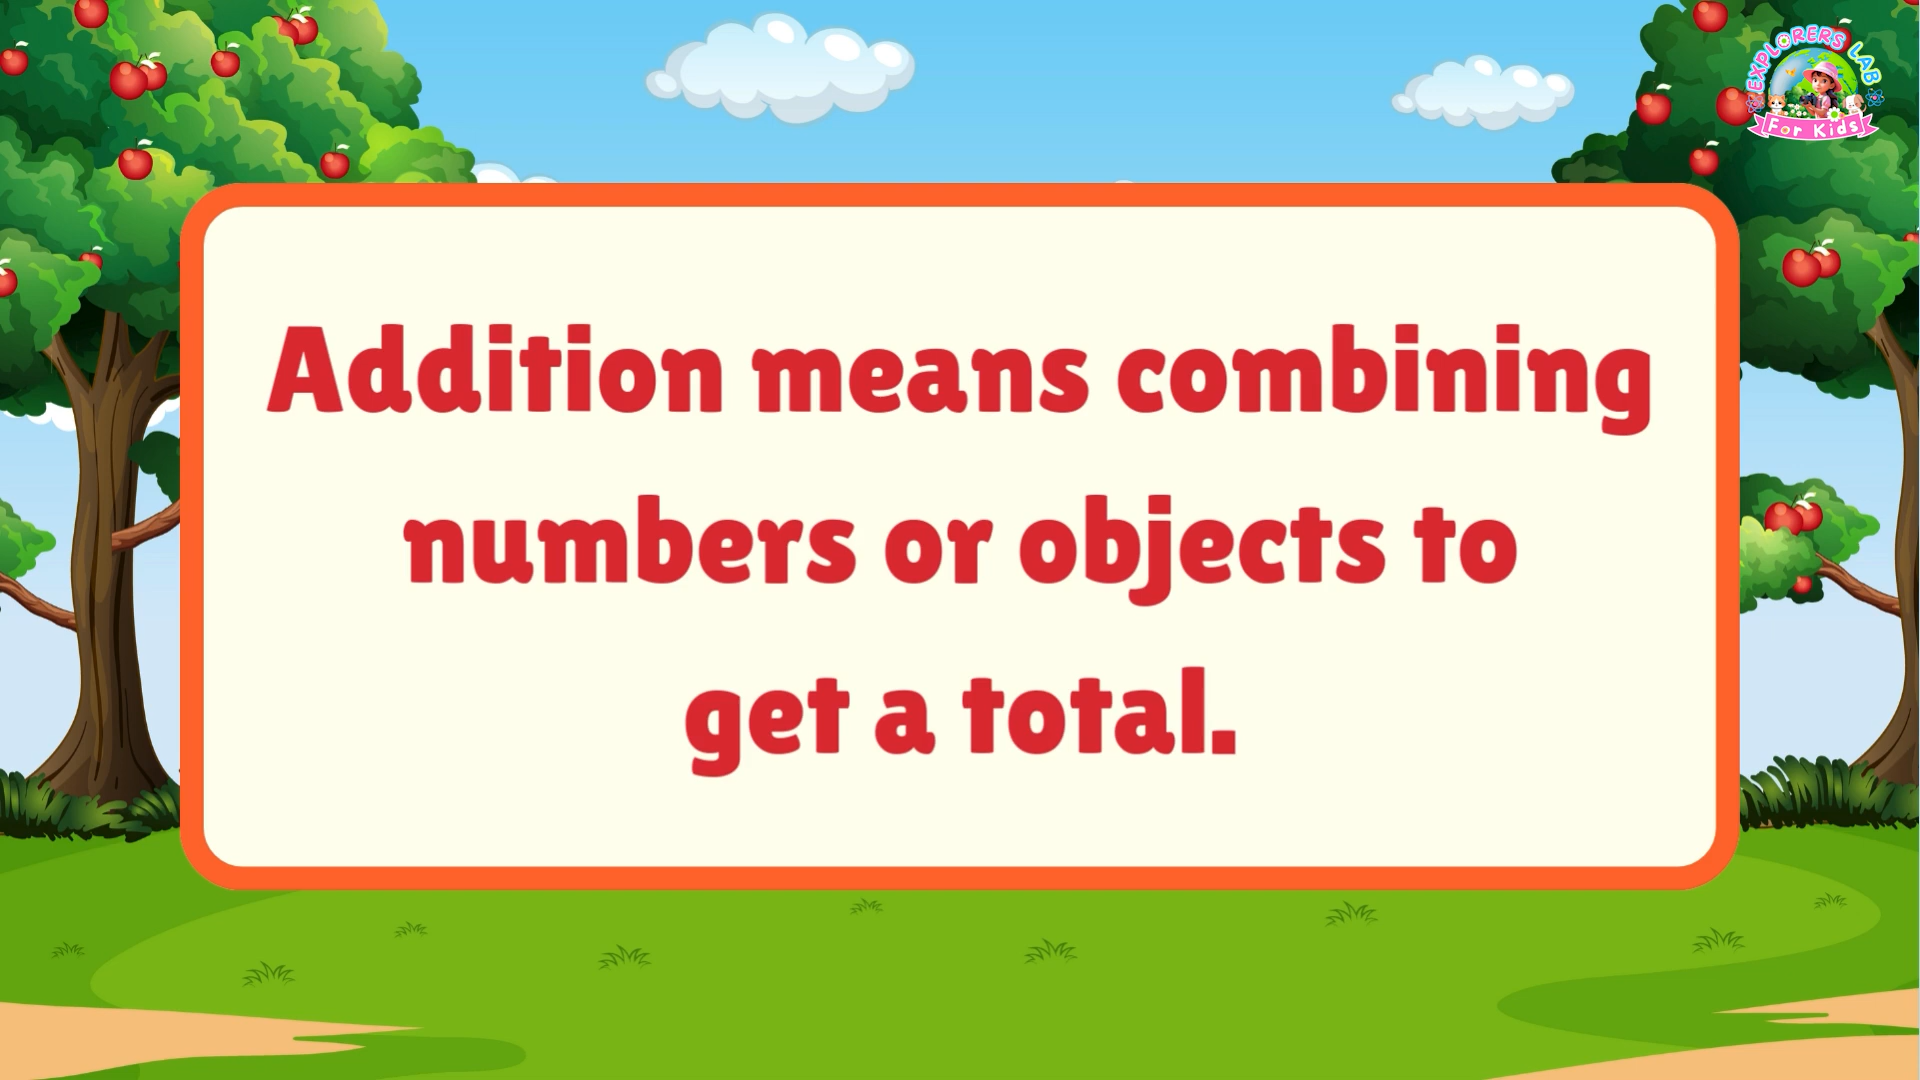 EXPLORERS LAB
For Kids
Addition means combining
numbers or objects to
get a total.